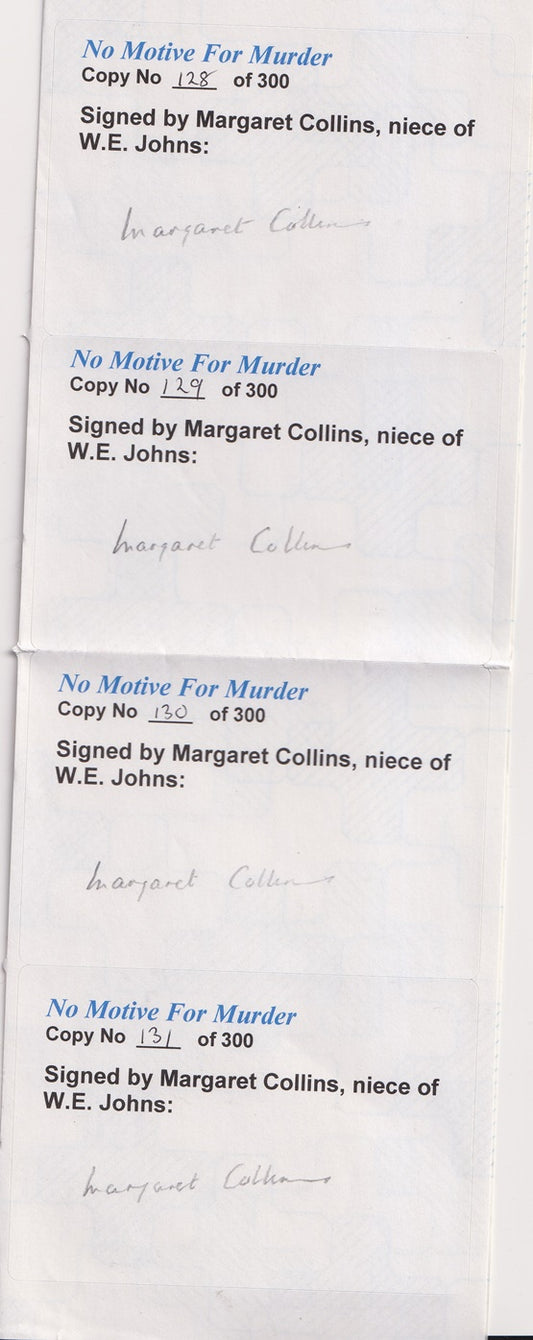 No Motive For Murder
Copy No 128 of 300
Signed by Margaret Collins, niece of
W.E. Johns:
Margaret Collins
No Motive For Murder
Copy No 129 of 300
Signed by Margaret Collins, niece of
W.E. Johns:
Margaret Collins
No Motive For Murder
Copy No 130 of 300
Signed by Margaret Collins, niece of
W.E. Johns:
Margaret Collins
No Motive For Murder
Copy No 131 of 300
Signed by Margaret Collins, niece of
W.E. Johns:
Margaret Collins